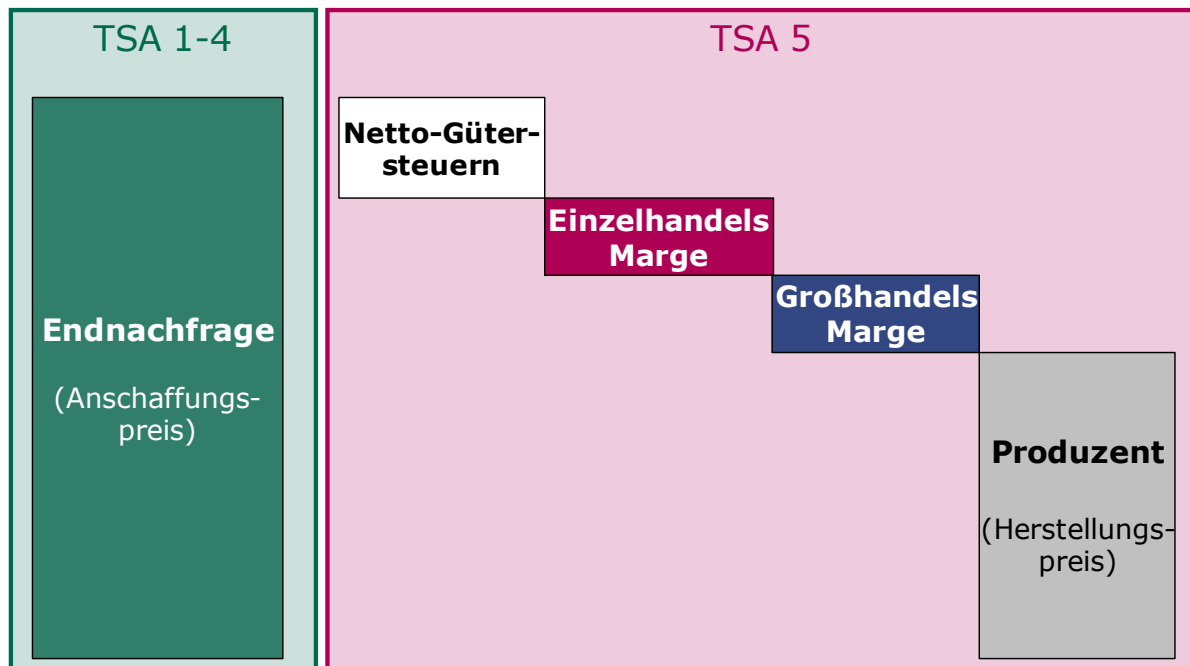 TSA 1-4
Endnachfrage
(Anschaffungs-
preis)
TSA 5
Netto-Güter-
steuern
Einzelhandels
Marge
Großhandels
Marge
Produzent
(Herstellungs-
preis)